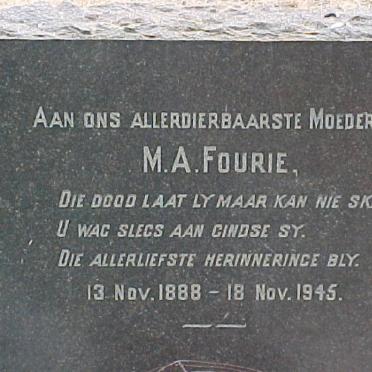 AAN ONS ALLERDIERBAARSTE MOEDER
M.A. FOURIE,
DIE DOOD LAAT LY MAAR KAN NIE SK
U WAG SLEGS AAN GINDSE SY.
DIE ALLERLIEFSTE HERINNERINGE BLY.
13 NOV. 1888 – 18 NOV. 1945.